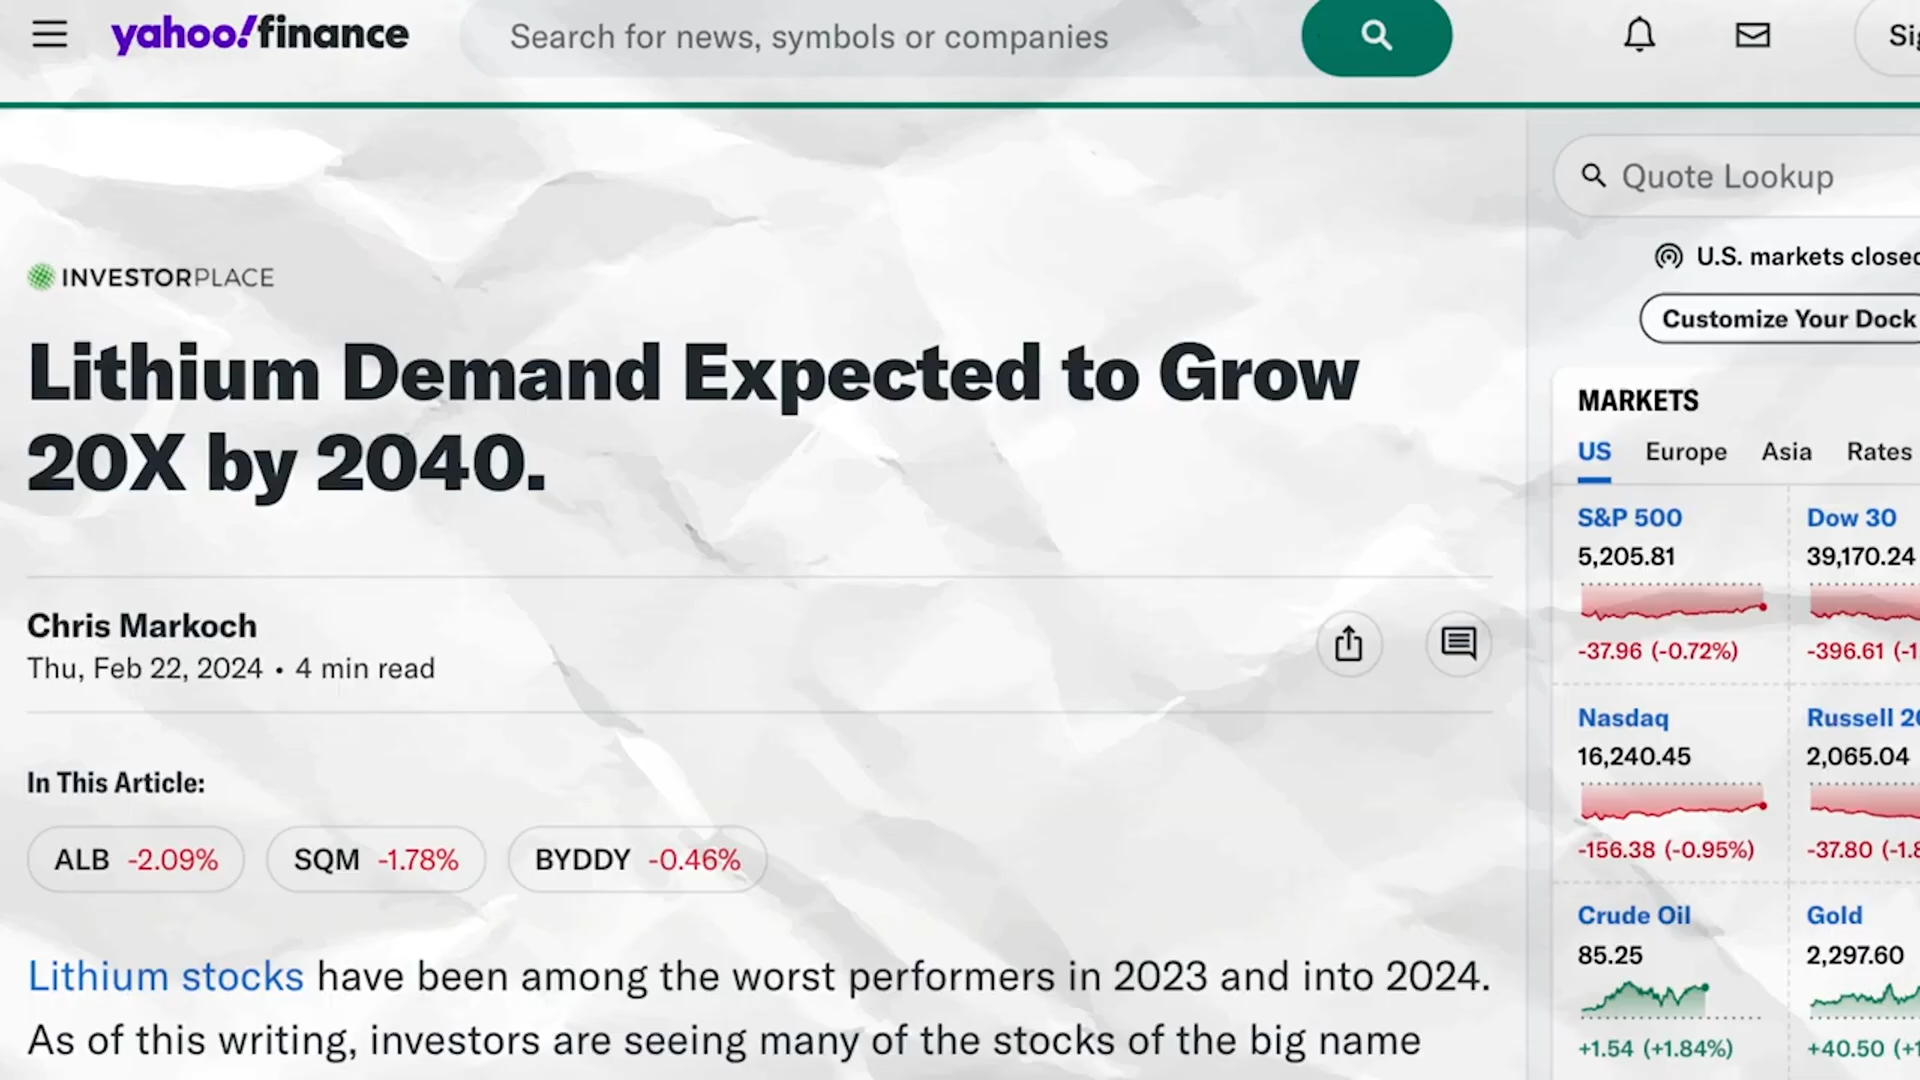 yahoo!finance
Search for news, symbols or companies
Quote Lookup
U.S. markets closed
Customize Your Dock
INVESTORPLACE
Lithium Demand Expected to Grow
20X by 2040.
Chris Markoch
Thu, Feb 22, 2024 • 4 min read
In This Article:
ALB -2.09%
SQM -1.78%
BYDDY -0.46%
Lithium stocks have been among the worst performers in 2023 and into 2024.
As of this writing, investors are seeing many of the stocks of the big name
MARKETS
US Europe Asia Rates
S&P 500
5,205.81
-37.96 (-0.72%)
Dow 30
39,170.24
-396.61
Nasdaq
16,240.45
-156.38 (-0.95%)
Russell
2,065.04
-37.80
Crude Oil
85.25
+1.54 (+1.84%)
Gold
2,297.60
+40.50